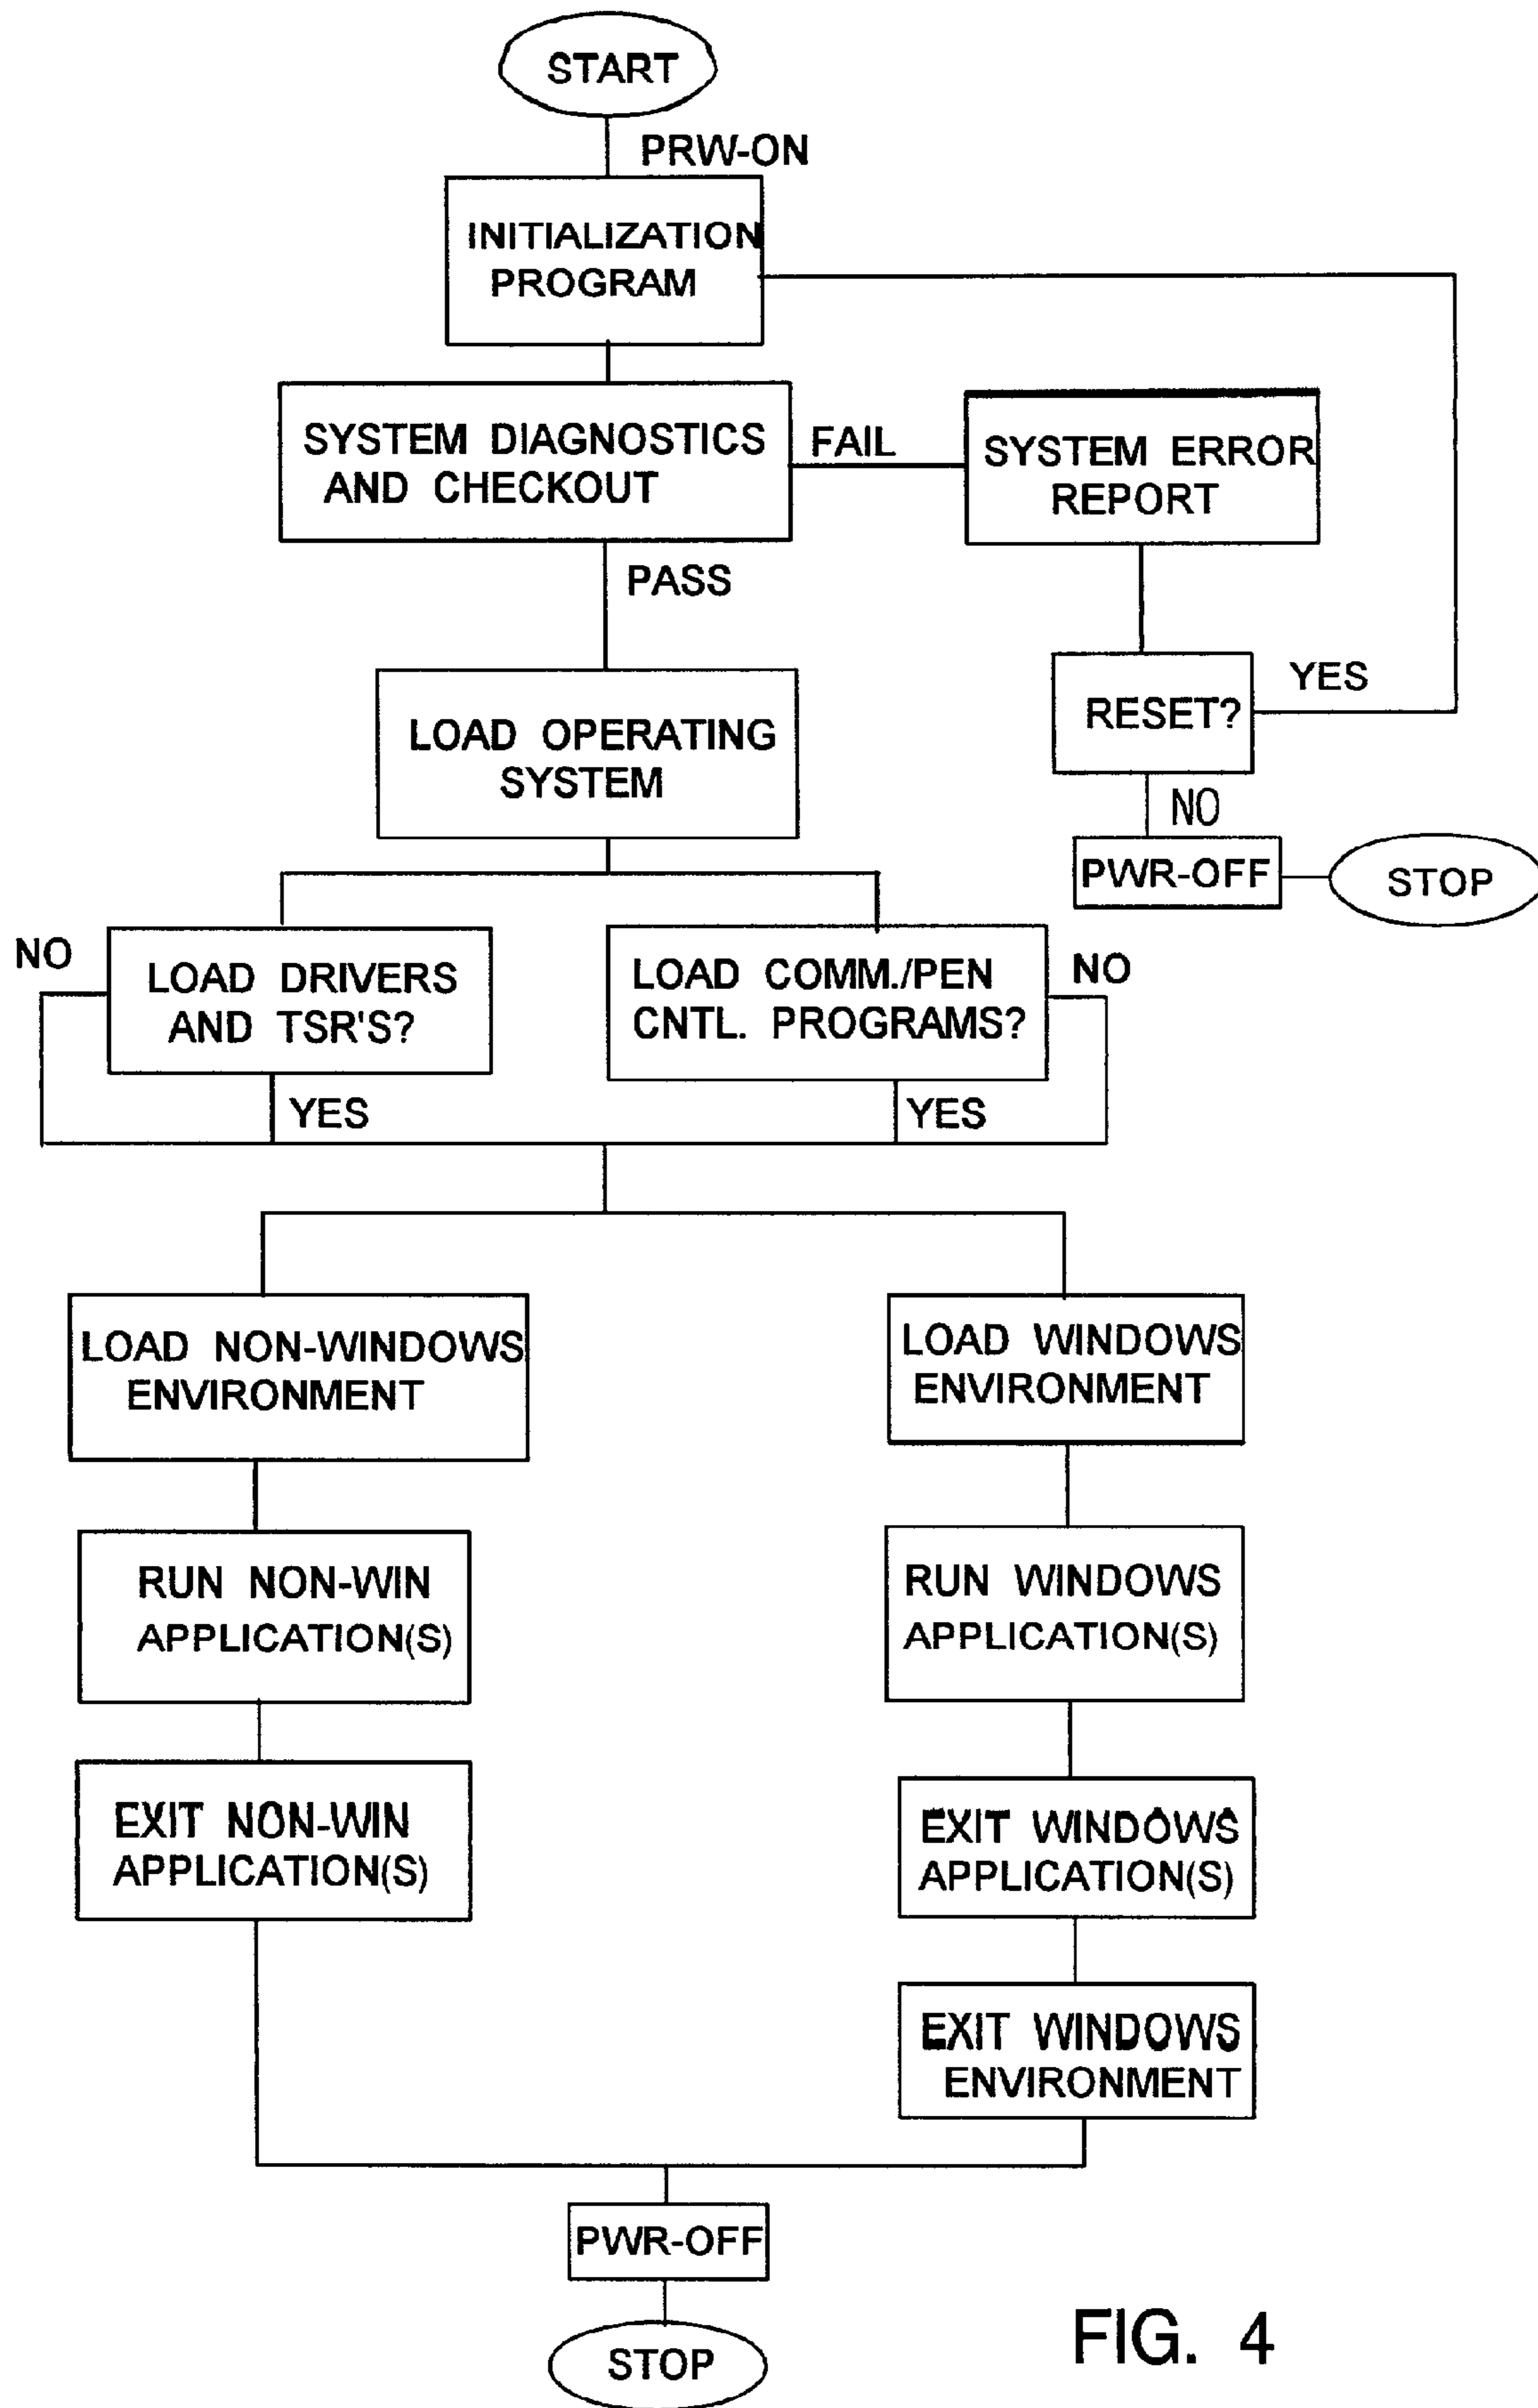 START
PRW-ON
INITIALIZATION
PROGRAM
SYSTEM DIAGNOSTICS
AND CHECKOUT
FAIL
SYSTEM ERROR
REPORT
PASS
RESET?
YES
LOAD OPERATING
SYSTEM
NO
PWR-OFF
STOP
NO
LOAD DRIVERS
AND TSR'S?
YES
LOAD COMM./PEN
CNTL. PROGRAMS?
NO
YES
LOAD NON-WINDOWS
ENVIRONMENT
LOAD WINDOWS
ENVIRONMENT
RUN NON-WIN
APPLICATION(S)
RUN WINDOWS
APPLICATION(S)
EXIT NON-WIN
APPLICATION(S)
EXIT WINDOWS
APPLICATION(S)
EXIT WINDOWS
ENVIRONMENT
PWR-OFF
STOP
FIG. 4